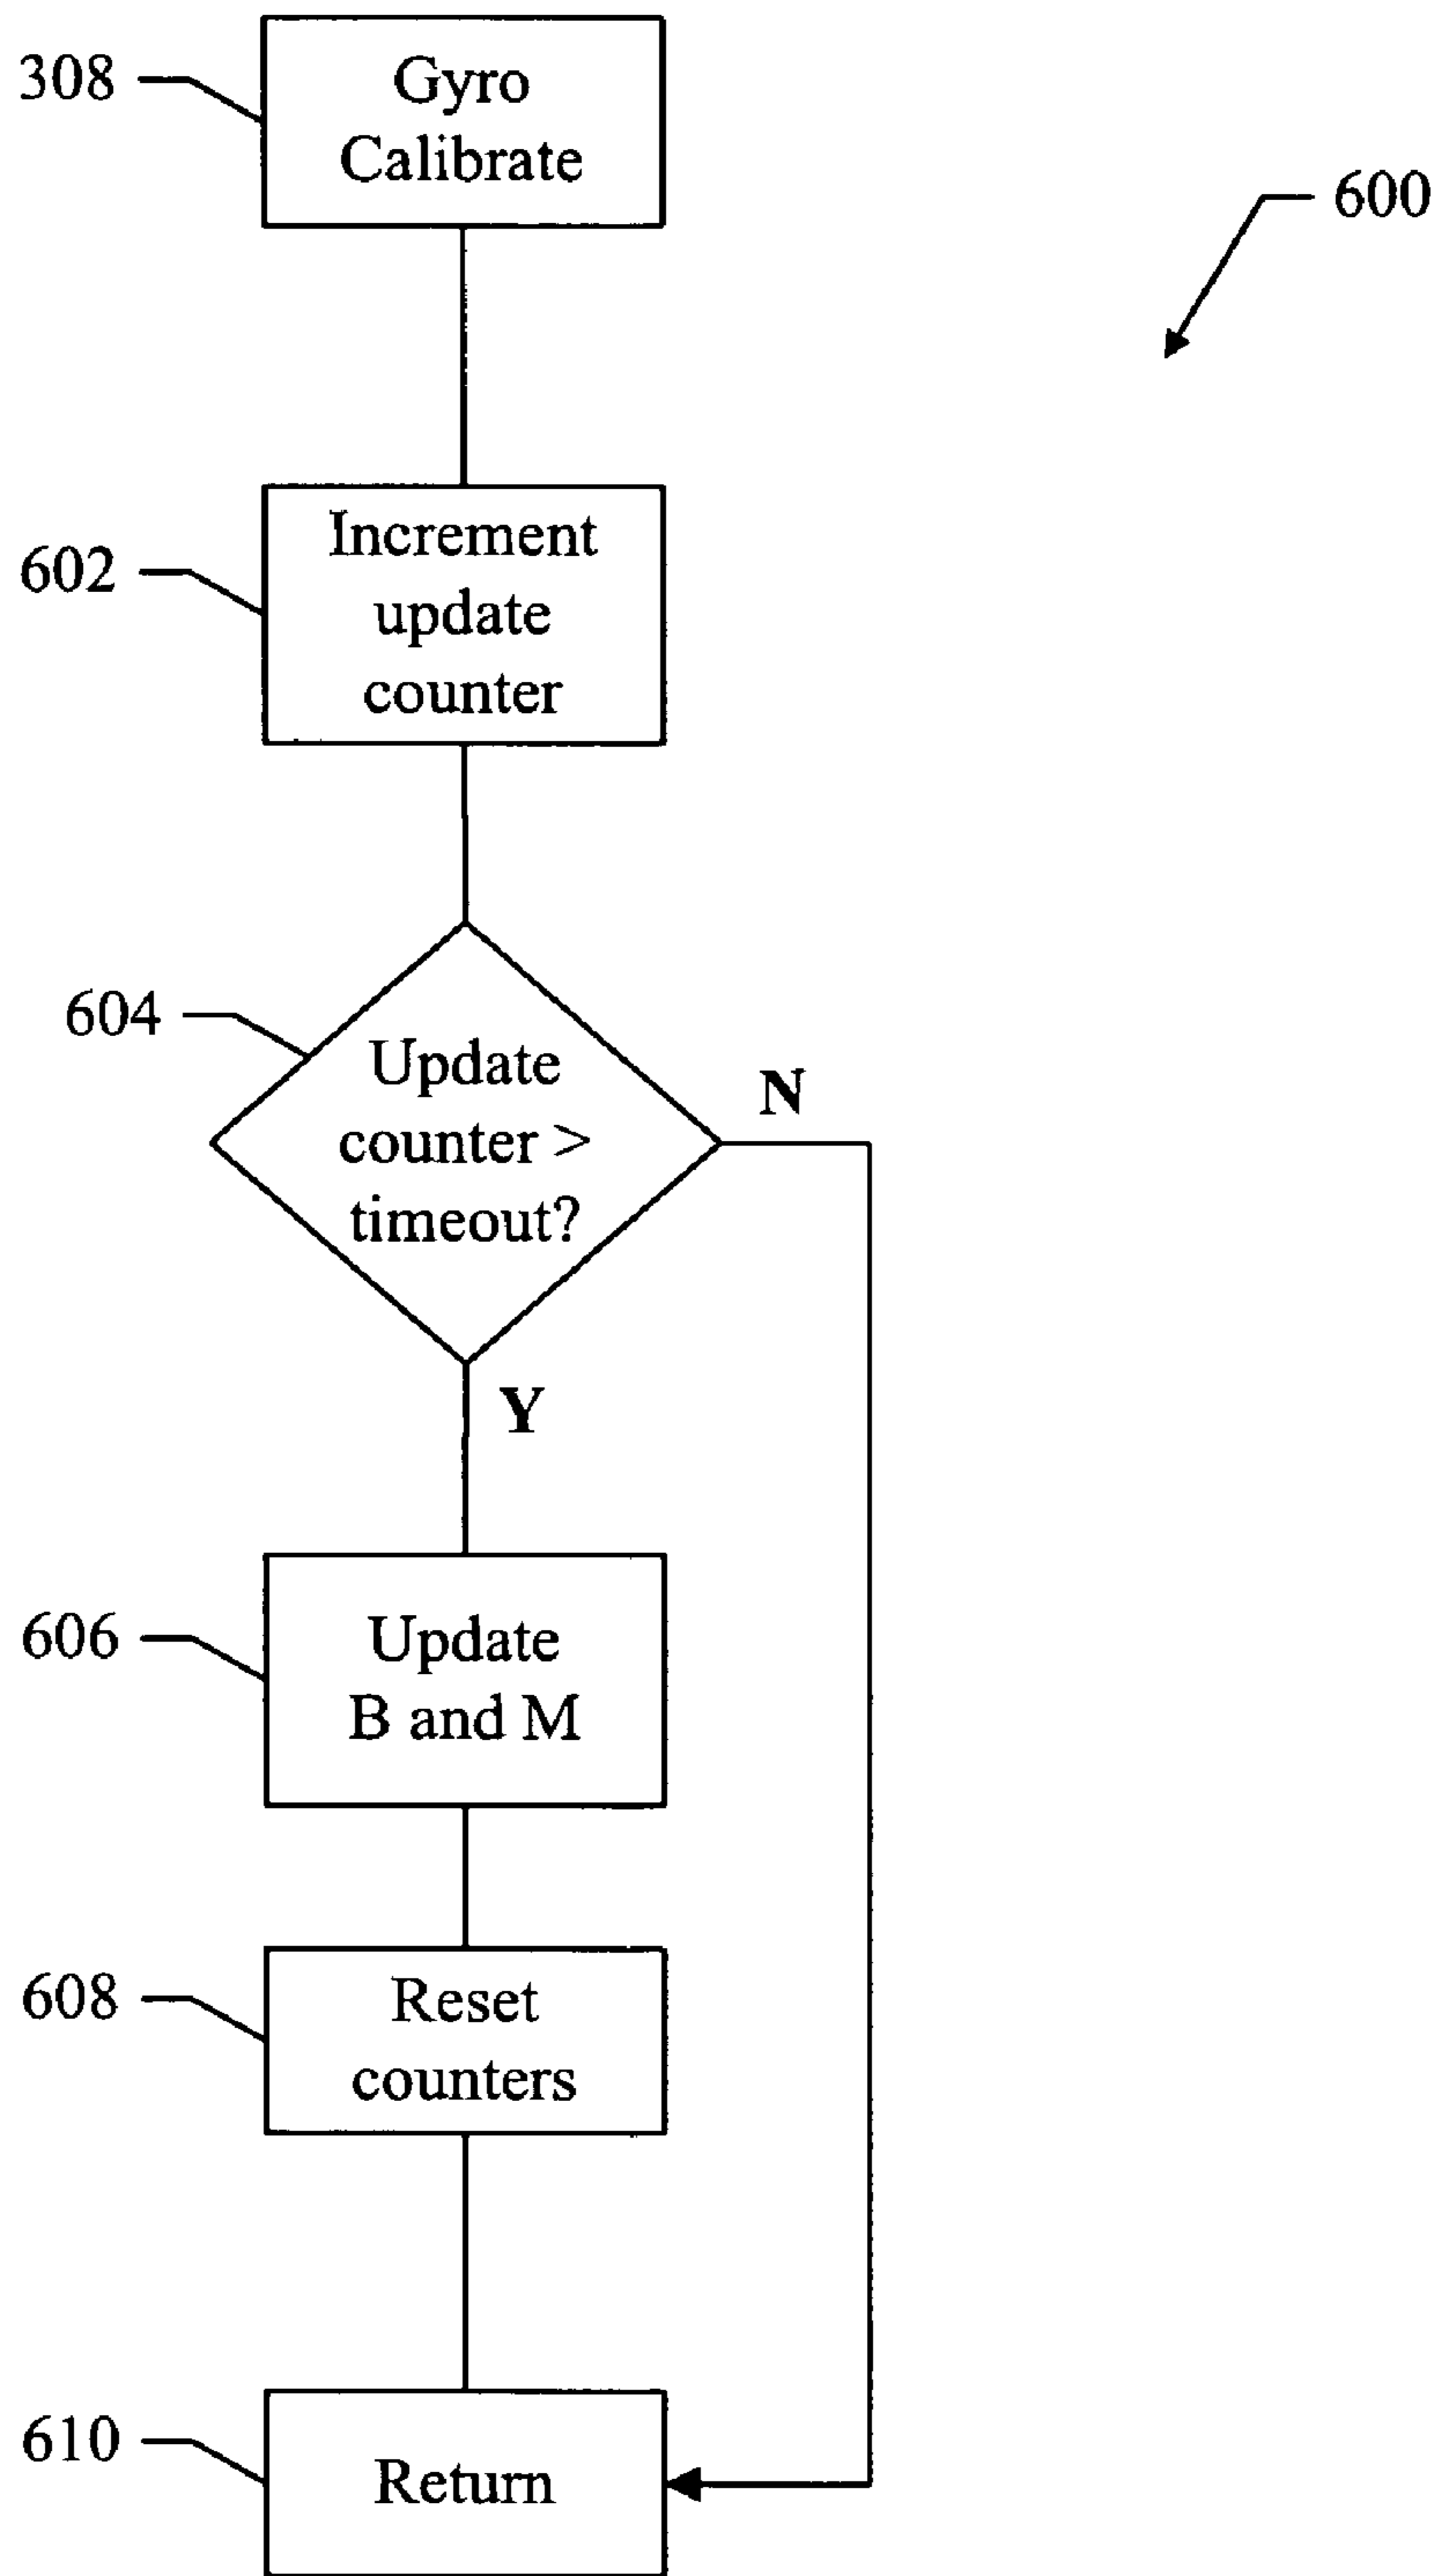 308
Gyro
Calibrate
600
602
Increment
update
counter
604
Update
counter >
timeout?
N
Y
606
Update
B and M
608
Reset
counters
610
Return